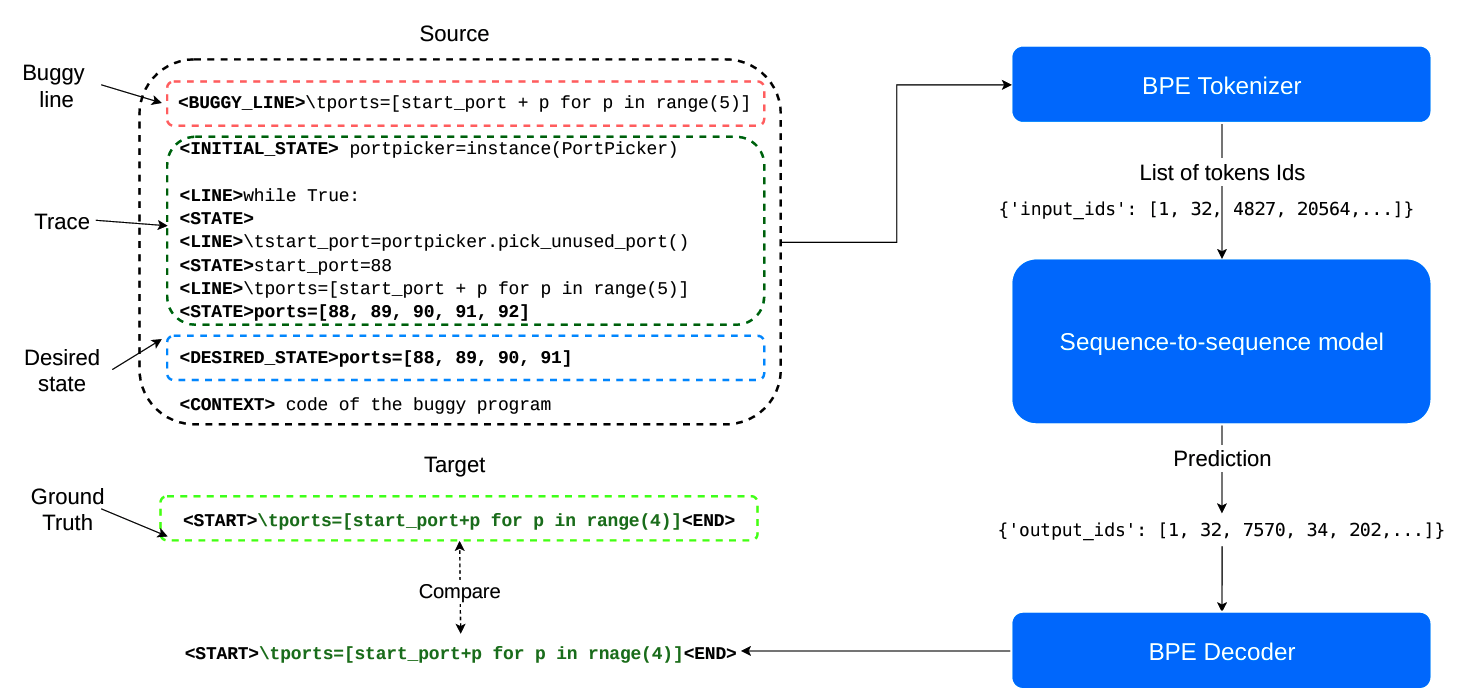 Source
Buggy
line
<BUGGY_LINE>\tports=[start_port + p for p in range(5)]
<INITIAL_STATE> portpicker=instance(PortPicker)
Trace
<LINE>while True:
<STATE>
<LINE>\tstart_port=portpicker.pick_unused_port()
<STATE>start_port=88
<LINE>\tports=[start_port + p for p in range(5)]
<STATE>ports=[88, 89, 90, 91, 92]
Desired
state
<DESIRED_STATE>ports=[88, 89, 90, 91]
<CONTEXT> code of the buggy program
Target
Ground
Truth
<START>\tports=[start_port+p for p in range(4)]<END>
Compare
<START>\tports=[start_port+p for p in rnage(4)]<END>
BPE Tokenizer
List of tokens Ids
{'input_ids': [1, 32, 4827, 20564,...]}
Sequence-to-sequence model
Prediction
{'output_ids': [1, 32, 7570, 34, 202,...]}
BPE Decoder